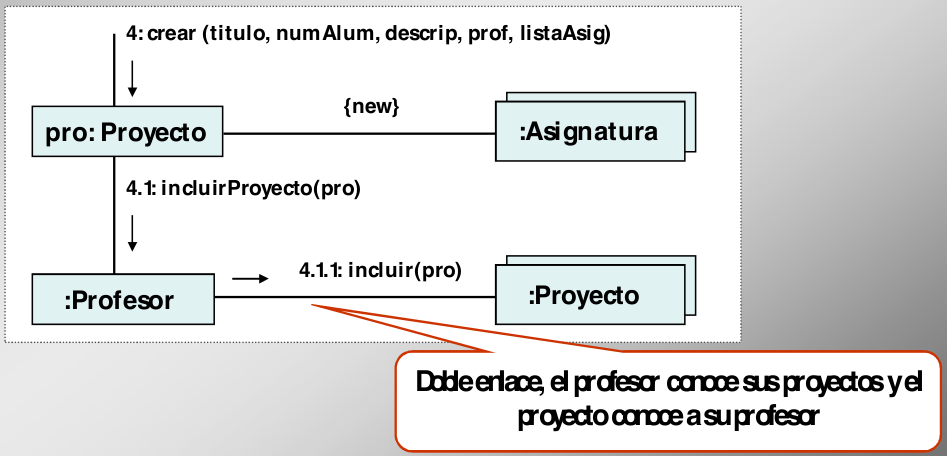 4: crear (titulo, numAlum, descrip, prof, listaAsig)
{new}
pro: Proyecto
:Asignatura
4.1: incluirProyecto(pro)
4.1.1: incluir(pro)
:Profesor
:Proyecto
Doble enlace, el profesor conoce sus proyectos y el
proyecto conoce a su profesor